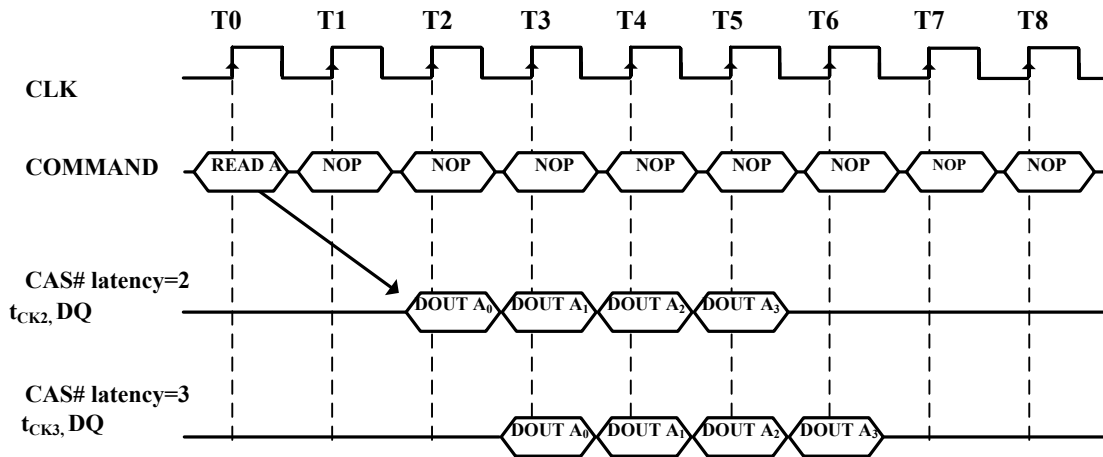 T0 T1 T2 T3 T4 T5 T6 T7 T8
CLK
COMMAND READ A NOP NOP NOP NOP NOP NOP NOP NOP
CAS# latency=2
tCK2, DQ DOUT A0 DOUT A1 DOUT A2 DOUT A3
CAS# latency=3
tCK3, DQ DOUT A0 DOUT A1 DOUT A2 DOUT A3